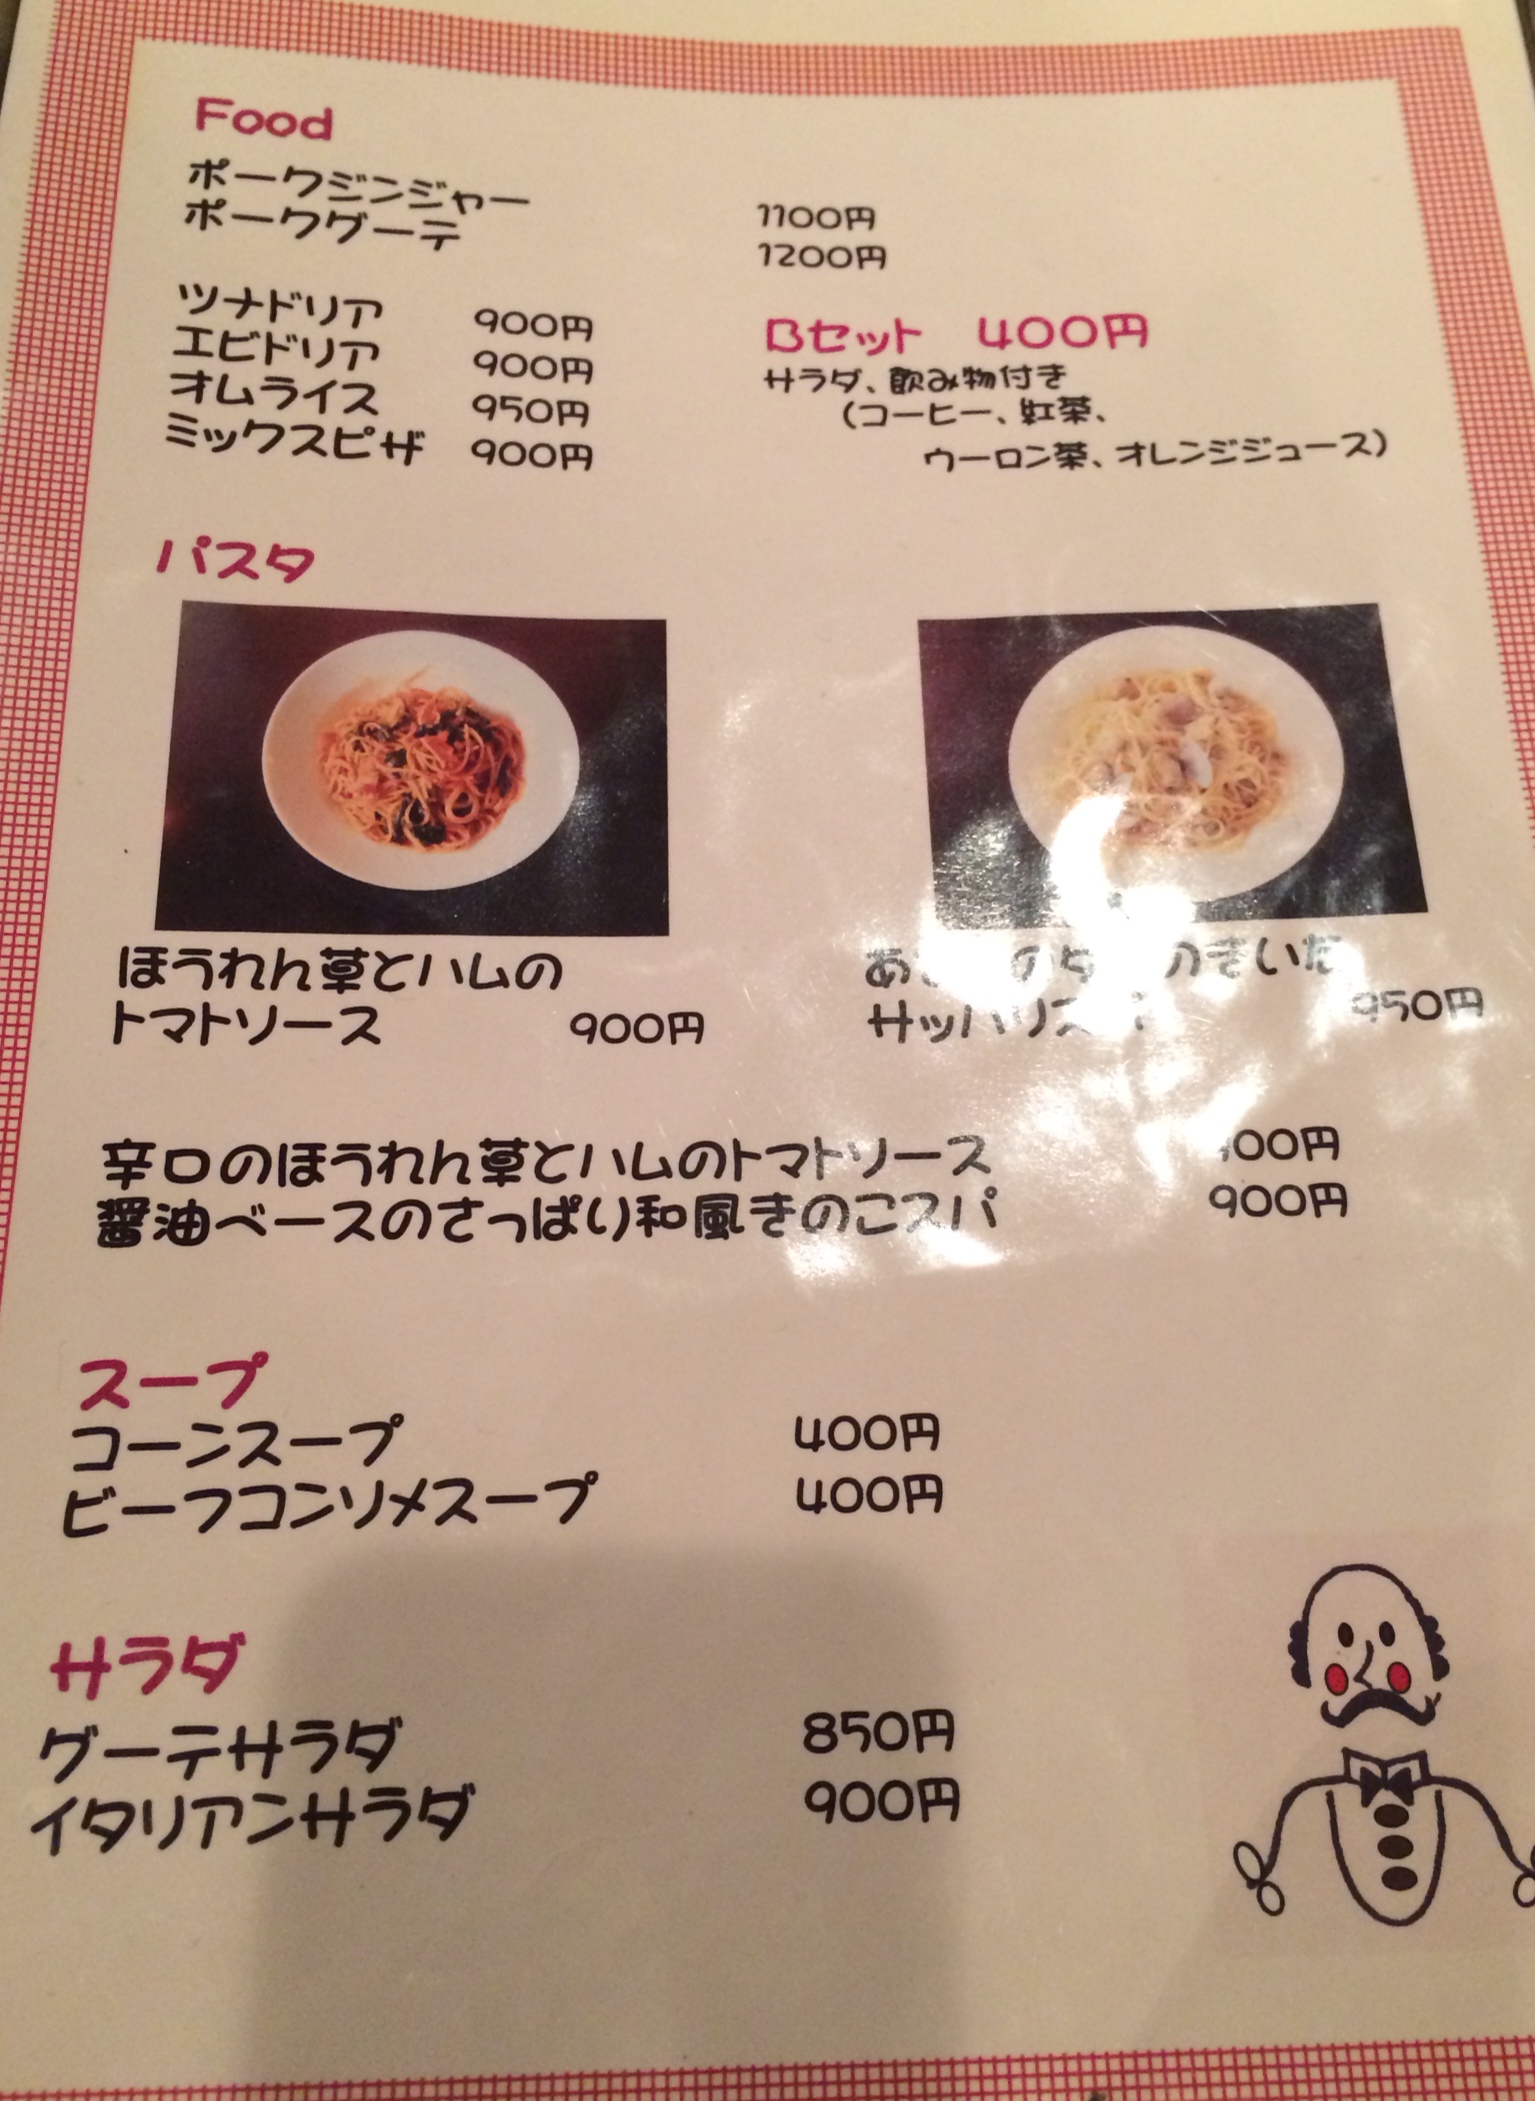 Food
ポークジンジャー 1100円
ポークグーテ 1200円
ツナドリア 900円
エビドリア 900円
オムライス 950円
ミックスピザ 900円
Bセット 400円
サラダ、飲み物付き
(コーヒー、紅茶、
ウーロン茶、オレンジジュース)
パスタ
ほうれん草とハムの
トマトソース 900円
のきいた
950円
辛口のほうれん草とハムのトマトソース
醤油ベースのさっぱり和風きのこスパ 900円
スープ
コーンスープ 400円
ビーフコンソメスープ 400円
サラダ
グーテサラダ 850円
イタリアンサラダ 900円